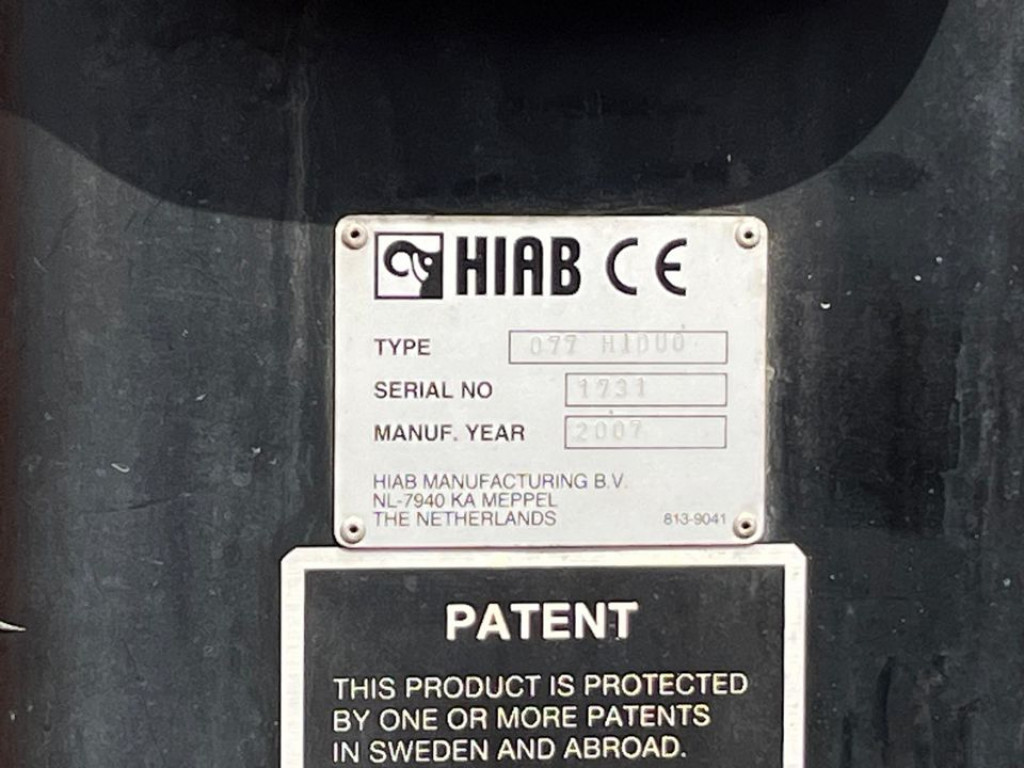 HIAB CE
TYPE 077 HIDUO
SERIAL NO 1731
MANUF. YEAR 2007
HIAB MANUFACTURING B.V.
NL-7940 KA MEPPEL
THE NETHERLANDS 813-9041
PATENT
THIS PRODUCT IS PROTECTED
BY ONE OR MORE PATENTS
IN SWEDEN AND ABROAD.